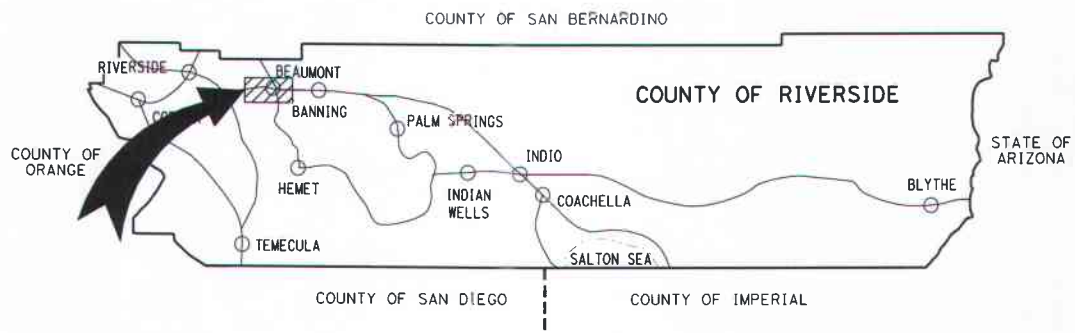 COUNTY OF SAN BERNARDINO
RIVERSIDE
BEAUMONT
COUNTY OF RIVERSIDE
BANNING
PALM SPRINGS
COUNTY OF
ORANGE
STATE OF
ARIZONA
INDIO
HEMET
INDIAN
WELLS
COACHELLA
BLYTHE
TEMECULA
SALTON SEA
COUNTY OF SAN DIEGO
COUNTY OF IMPERIAL